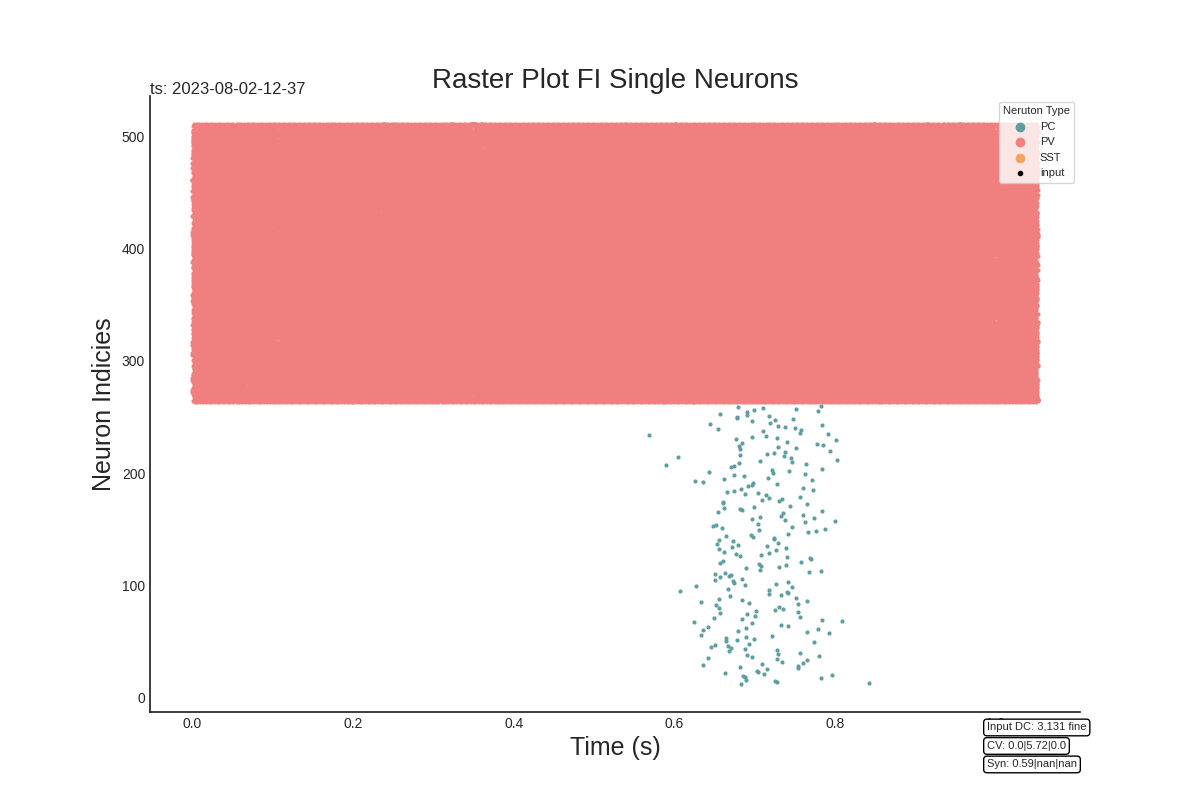 Raster Plot FI Single Neurons
ts: 2023-08-02-12-37
Neruton Type
PC
PV
SST
input
Neuron Indicies
500
400
300
200
100
0
0.0 0.2 0.4 0.6 0.8
Time (s)
Input DC: 3,131 fine
CV: 0.0|5.72|0.0
Syn: 0.59|nan|nan